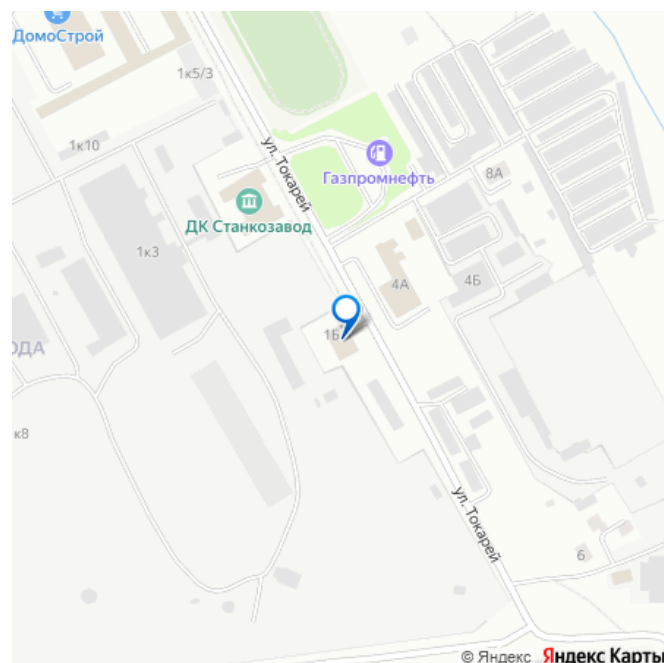 ДомоСтрой
1к5/3
1к10
ул. Токарей
Газпромнефть
8А
ДК Станкозавод
1к3
4А
4Б
1Б
ОДА
к8
ул. Токарей
6
© Яндекс Яндекс Карты